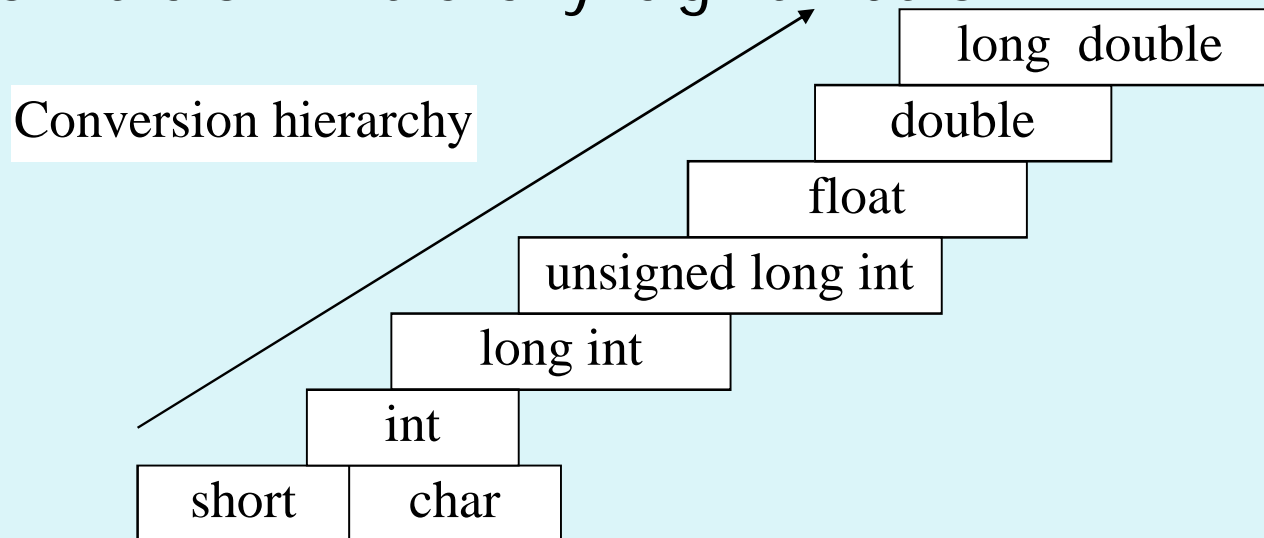 long double
Conversion hierarchy
double
float
unsigned long int
long int
int
short char